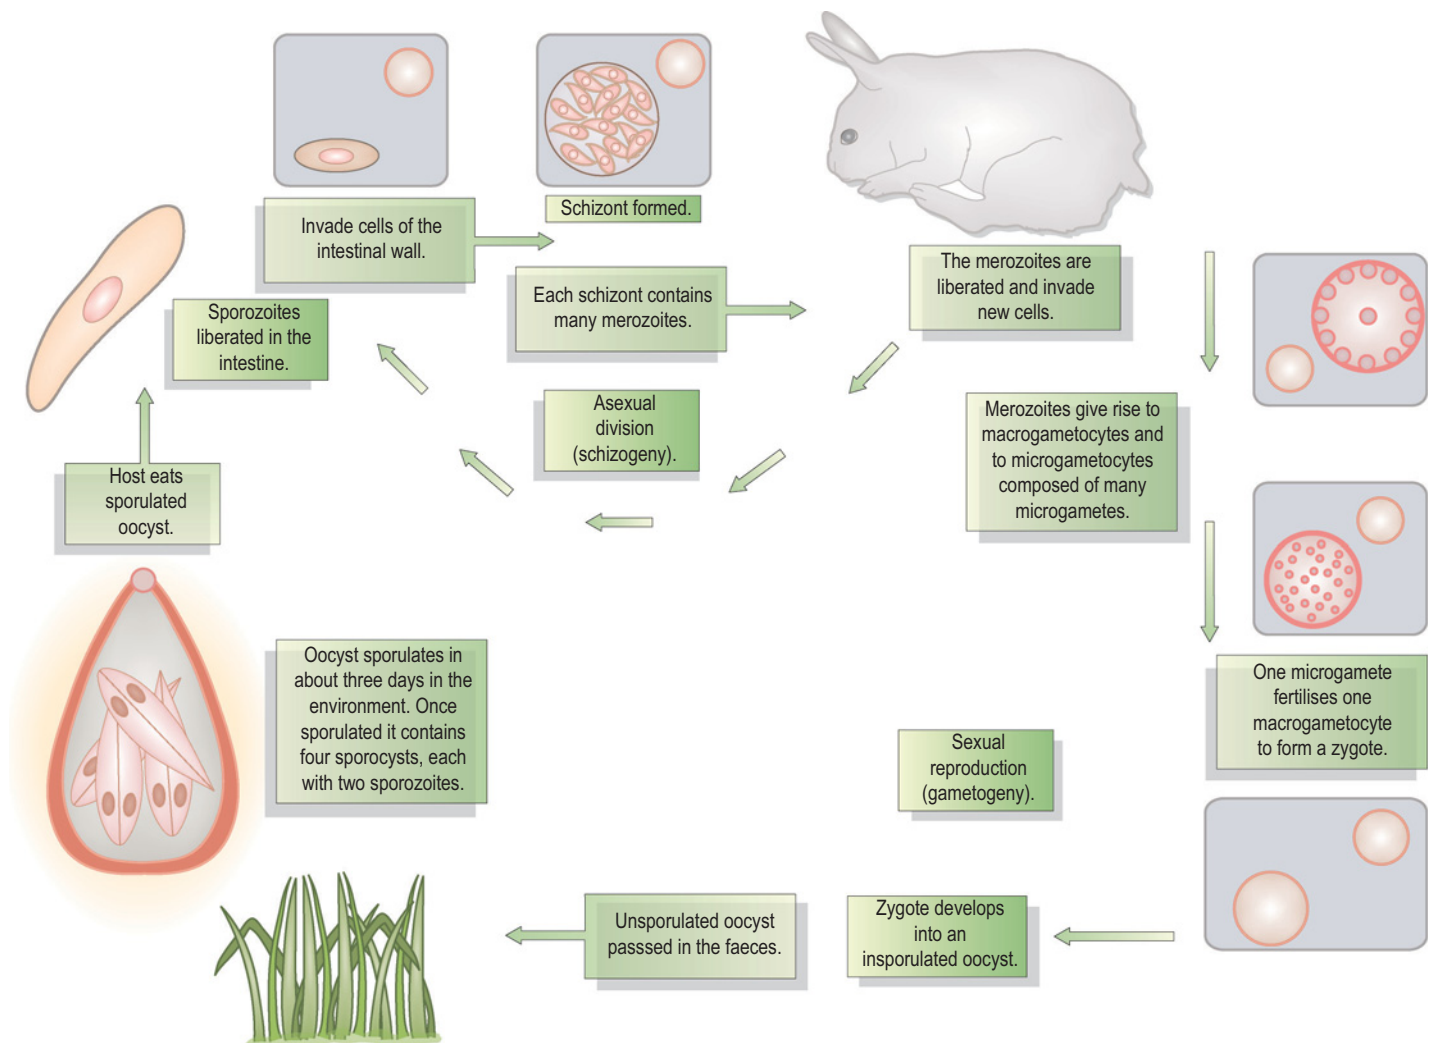 Invade cells of the
intestinal wall.
Schizont formed.
Each schizont contains
many merozoites.
The merozoites are
liberated and invade
new cells.
Sporozoites
liberated in the
intestine.
Asexual
division
(schizogeny).
Merozoites give rise to
macrogametocytes and
to microgametocytes
composed of many
microgametes.
Host eats
sporulated
oocyst.
Oocyst sporulates in
about three days in the
environment. Once
sporulated it contains
four sporocysts, each
with two sporozoites.
One microgamete
fertilises one
macrogametocyte
to form a zygote.
Sexual
reproduction
(gametogeny).
Zygote develops
into an
insporulated oocyst.
Unsporulated oocyst
passsed in the faeces.